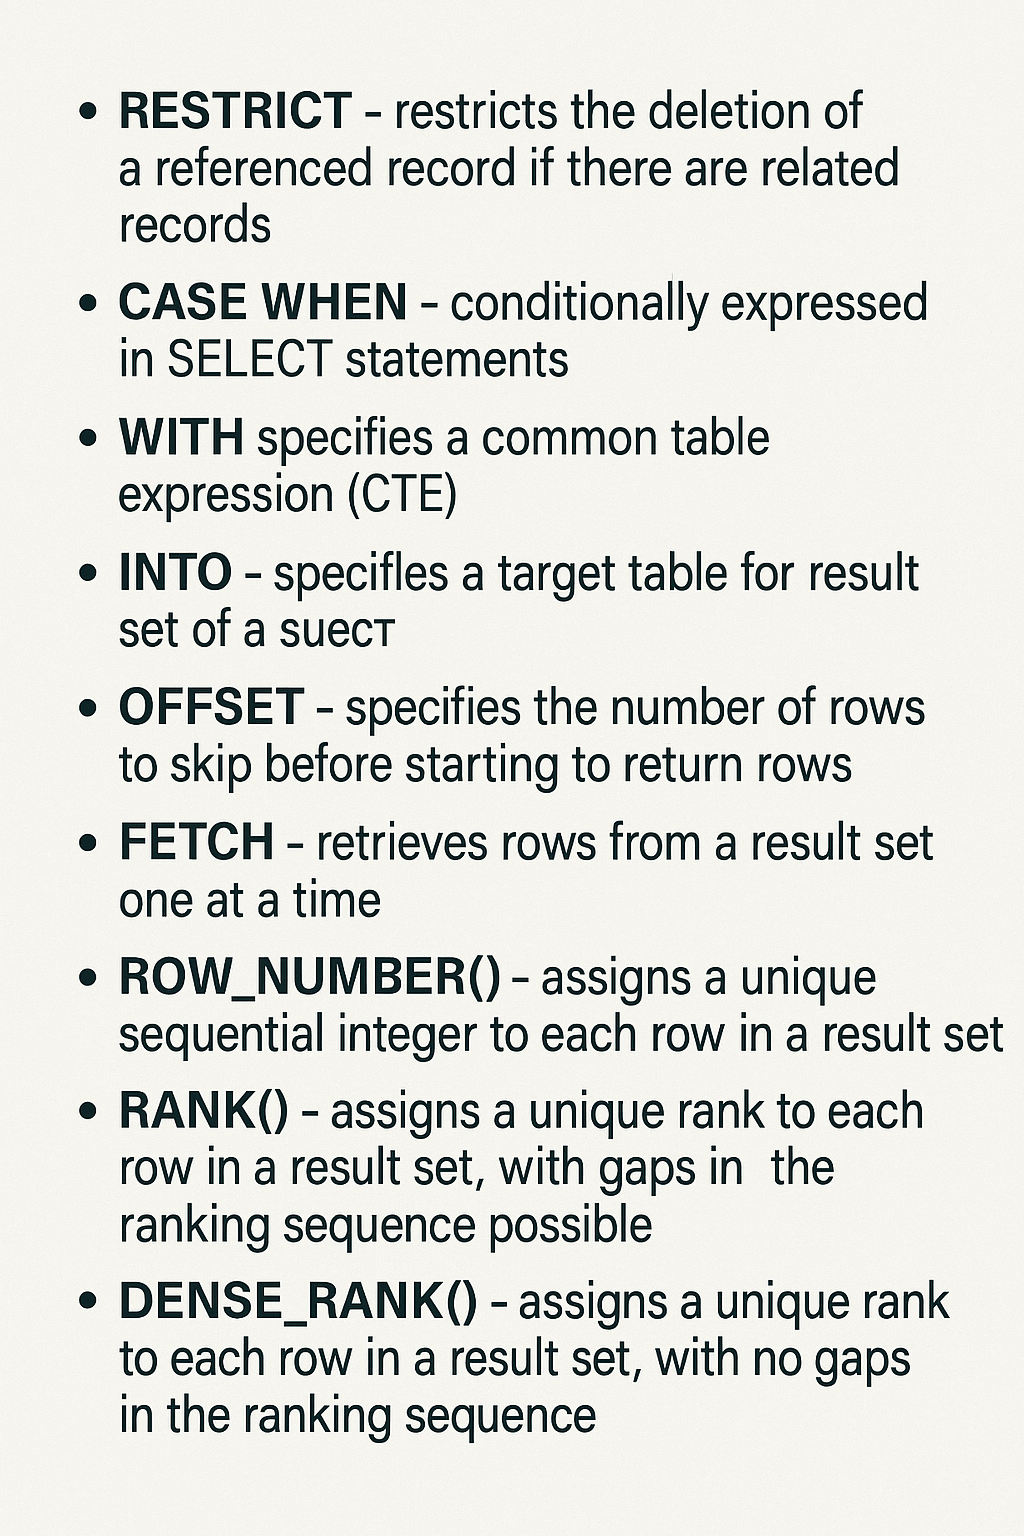 • RESTRICT – restricts the deletion of
a referenced record if there are related
records
• CASE WHEN – conditionally expressed
in SELECT statements
• WITH specifies a common table
expression (CTE)
• INTO – specifles a target table for result
set of a suecт
• OFFSET – specifies the number of rows
to skip before starting to return rows
• FETCH – retrieves rows from a result set
one at a time
• ROW_NUMBER() – assigns a unique
sequential integer to each row in a result set
• RANK() – assigns a unique rank to each
row in a result set, with gaps in the
ranking sequence possible
• DENSE_RANK() – assigns a unique rank
to each row in a result set, with no gaps
in the ranking sequence